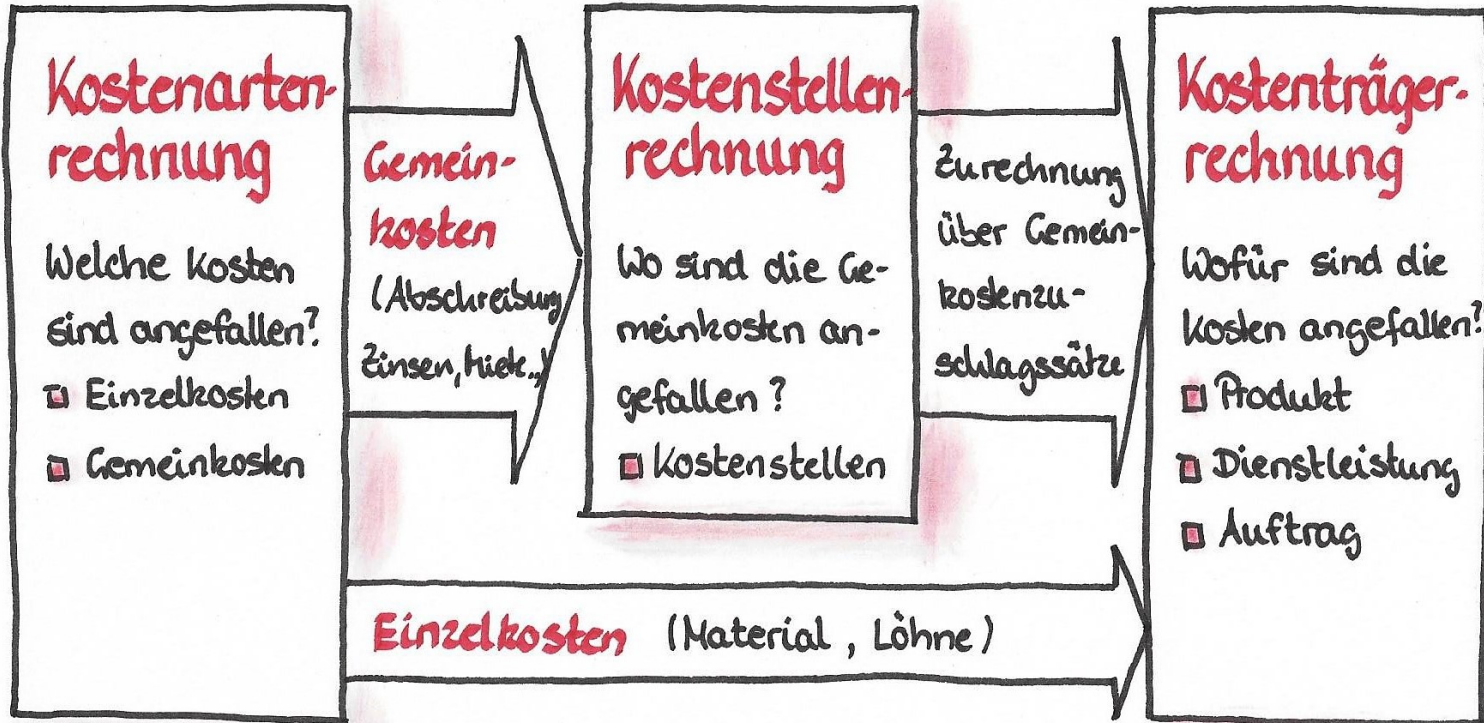 Kostenarten-
rechnung
Welche Kosten
sind angefallen?
Einzelkosten
Gemeinkosten
Gemein-
kosten
(Abschreibung
Zinsen, Miete..)
Kostenstellen-
rechnung
Wo sind die Ge-
meinkosten an-
gefallen?
Kostenstellen
Zurechnung
über Gemein-
kostenzu-
schlagssätze
Kostenträger-
rechnung
Wofür sind die
Kosten angefallen?
Produkt
Dienstleistung
Auftrag
Einzelkosten (Material, Löhne)